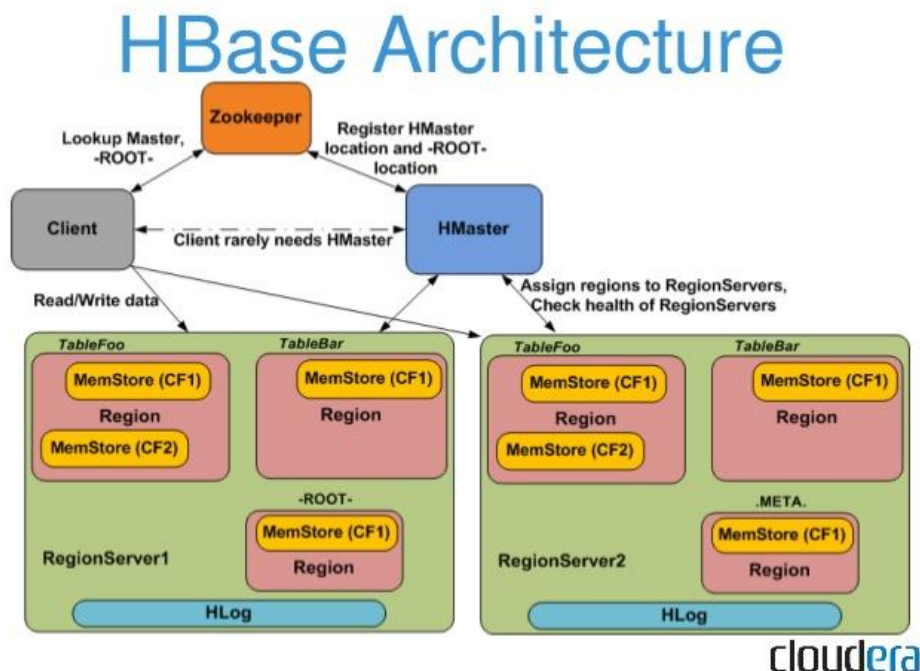 HBase Architecture
Zookeeper
Lookup Master,
-ROOT-
Register HMaster
location and -ROOT-
location
Client
Client rarely needs HMaster
HMaster
Read/Write data
Assign regions to RegionServers,
Check health of RegionServers
TableFoo
MemStore (CF1)
Region
MemStore (CF2)
TableBar
MemStore (CF1)
Region
-ROOT-
MemStore (CF1)
Region
RegionServer1
HLog
TableFoo
MemStore (CF1)
Region
MemStore (CF2)
TableBar
MemStore (CF1)
Region
.META.
MemStore (CF1)
Region
RegionServer2
HLog
cloudera